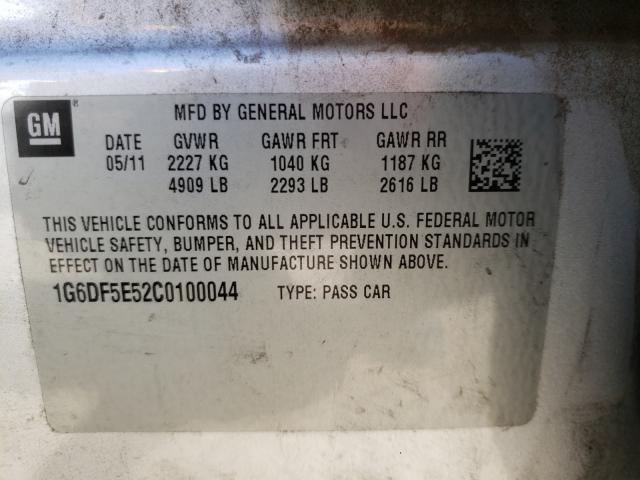 GM
MFD BY GENERAL MOTORS LLC
DATE GVWR GAWR FRT GAWR RR
05/11 2227 KG 1040 KG 1187 KG
4909 LB 2293 LB 2616 LB
THIS VEHICLE CONFORMS TO ALL APPLICABLE U.S. FEDERAL MOTOR
VEHICLE SAFETY, BUMPER, AND THEFT PREVENTION STANDARDS IN
EFFECT ON THE DATE OF MANUFACTURE SHOWN ABOVE.
1G6DF5E52C0100044 TYPE: PASS CAR